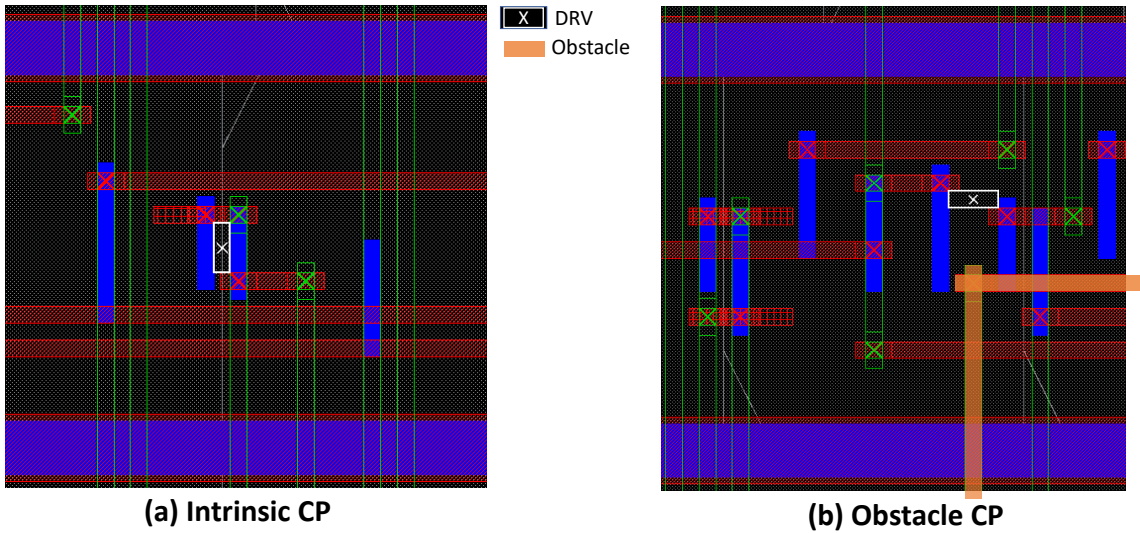 X DRV
Obstacle
(a) Intrinsic CP
(b) Obstacle CP